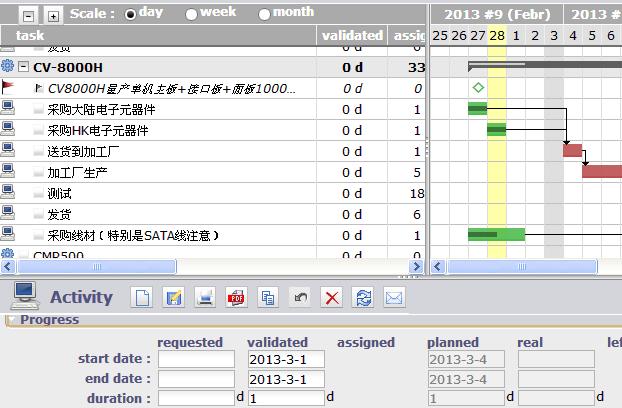 Scale : day week month
2013 #9 (Febr) 2013 #
task validated assig
25 26 27 28 1 2 3 4 5 6
发货 0 d
CV-8000H 0 d 33
CV8000H量产单机主板+接口板+面板1000... 0 d 0
采购大陆电子元器件 0 d 1
采购HK电子元器件 0 d 1
送货到加工厂 0 d 1
加工厂生产 0 d 5
测试 0 d 18
发货 0 d 6
采购线材(特别是SATA线注意) 0 d 1
CMP500
Activity
PDF
Progress
requested validated assigned planned real lef
start date : 2013-3-1 2013-3-4
end date : 2013-3-1 2013-3-4
duration : d 1 d 1 d d